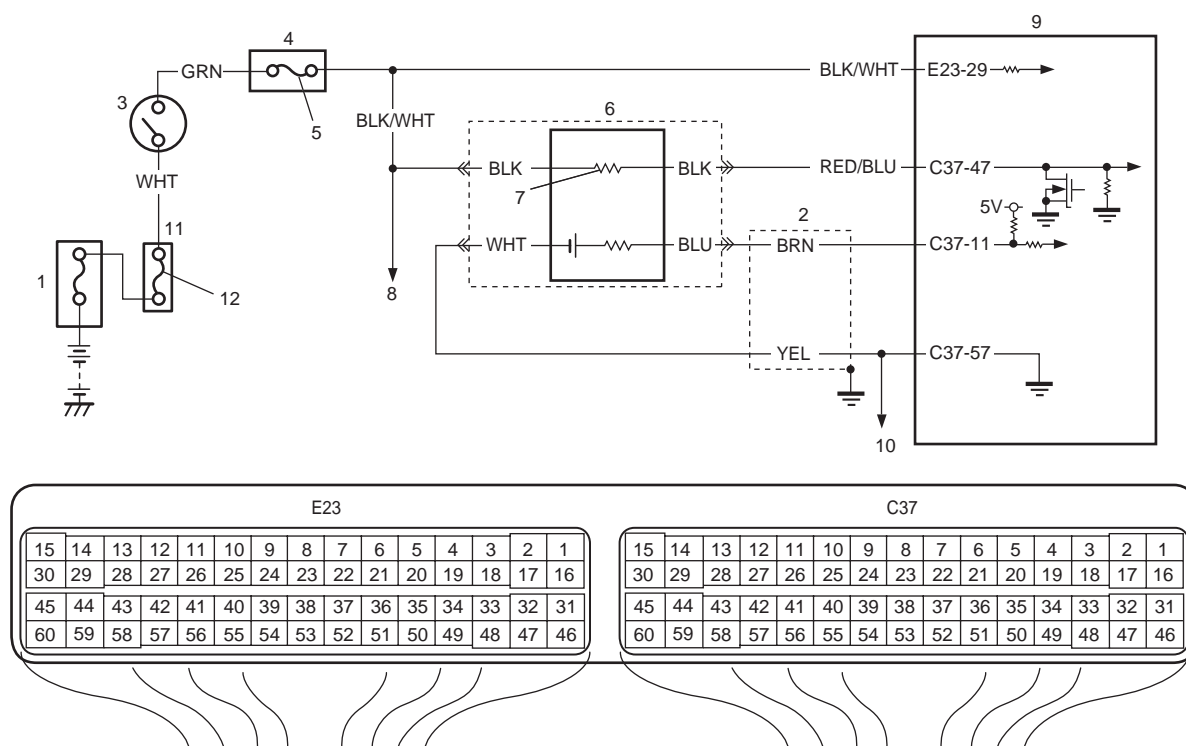 9
4
GRN
BLK/WHT
E23-29
3
5
6
BLK/WHT
BLK
BLK
RED/BLU
C37-47
7
WHT
5V
2
11
WHT
BLU
BRN
C37-11
1
12
8
YEL
C37-57
10
E23
C37
15 14 13 12 11 10 9 8 7 6 5 4 3 2 1
15 14 13 12 11 10 9 8 7 6 5 4 3 2 1
30 29 28 27 26 25 24 23 22 21 20 19 18 17 16
30 29 28 27 26 25 24 23 22 21 20 19 18 17 16
45 44 43 42 41 40 39 38 37 36 35 34 33 32 31
45 44 43 42 41 40 39 38 37 36 35 34 33 32 31
60 59 58 57 56 55 54 53 52 51 50 49 48 47 46
60 59 58 57 56 55 54 53 52 51 50 49 48 47 46